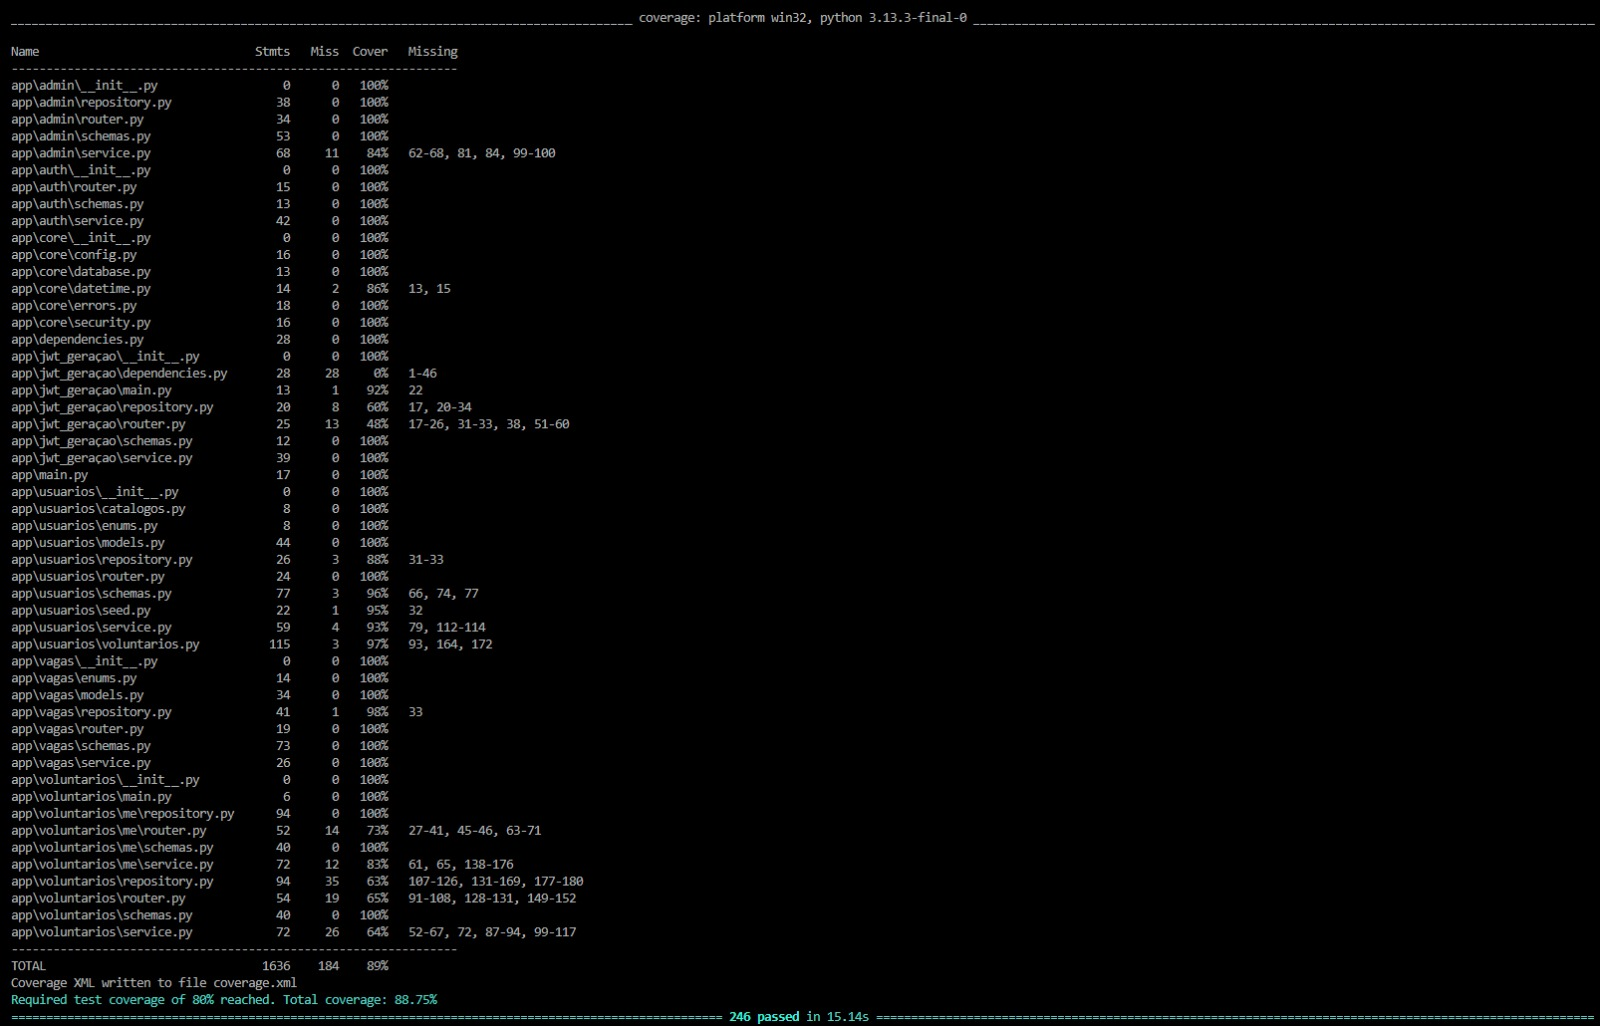 coverage: platform win32, python 3.13.3-final-0
Name Stmts Miss Cover Missing
app\admin\__init__.py 0 0 100%
app\admin\repository.py 38 0 100%
app\admin\router.py 34 0 100%
app\admin\schemas.py 53 0 100%
app\admin\service.py 68 11 84% 62-68, 81, 84, 99-100
app\auth\__init__.py 0 0 100%
app\auth\router.py 15 0 100%
app\auth\schemas.py 13 0 100%
app\auth\service.py 42 0 100%
app\core\__init__.py 0 0 100%
app\core\config.py 16 0 100%
app\core\database.py 13 0 100%
app\core\datetime.py 14 2 86% 13, 15
app\core\errors.py 18 0 100%
app\core\security.py 16 0 100%
app\dependencies.py 28 0 100%
app\jwt_geraçao\__init__.py 0 0 100%
app\jwt_geraçao\dependencies.py 28 28 0% 1-46
app\jwt_geraçao\main.py 13 1 92% 22
app\jwt_geraçao\repository.py 20 8 60% 17, 20-34
app\jwt_geraçao\router.py 25 13 48% 17-26, 31-33, 38, 51-60
app\jwt_geraçao\schemas.py 12 0 100%
app\jwt_geraçao\service.py 39 0 100%
app\main.py 17 0 100%
app\usuarios\__init__.py 0 0 100%
app\usuarios\catalogos.py 8 0 100%
app\usuarios\enums.py 8 0 100%
app\usuarios\models.py 44 0 100%
app\usuarios\repository.py 26 3 88% 31-33
app\usuarios\router.py 24 0 100%
app\usuarios\schemas.py 77 3 96% 66, 74, 77
app\usuarios\seed.py 22 1 95% 32
app\usuarios\service.py 59 4 93% 79, 112-114
app\usuarios\voluntarios.py 115 3 97% 93, 164, 172
app\vagas\__init__.py 0 0 100%
app\vagas\enums.py 14 0 100%
app\vagas\models.py 34 0 100%
app\vagas\repository.py 41 1 98% 33
app\vagas\router.py 19 0 100%
app\vagas\schemas.py 73 0 100%
app\vagas\service.py 26 0 100%
app\voluntarios\__init__.py 0 0 100%
app\voluntarios\main.py 6 0 100%
app\voluntarios\me\repository.py 94 0 100%
app\voluntarios\me\router.py 52 14 73% 27-41, 45-46, 63-71
app\voluntarios\me\schemas.py 40 0 100%
app\voluntarios\me\service.py 72 12 83% 61, 65, 138-176
app\voluntarios\repository.py 94 35 63% 107-126, 131-169, 177-180
app\voluntarios\router.py 54 19 65% 91-108, 128-131, 149-152
app\voluntarios\schemas.py 40 0 100%
app\voluntarios\service.py 72 26 64% 52-67, 72, 87-94, 99-117
TOTAL 1636 184 89%
Coverage XML written to file coverage.xml
Required test coverage of 80% reached. Total coverage: 88.75%
246 passed in 15.14s